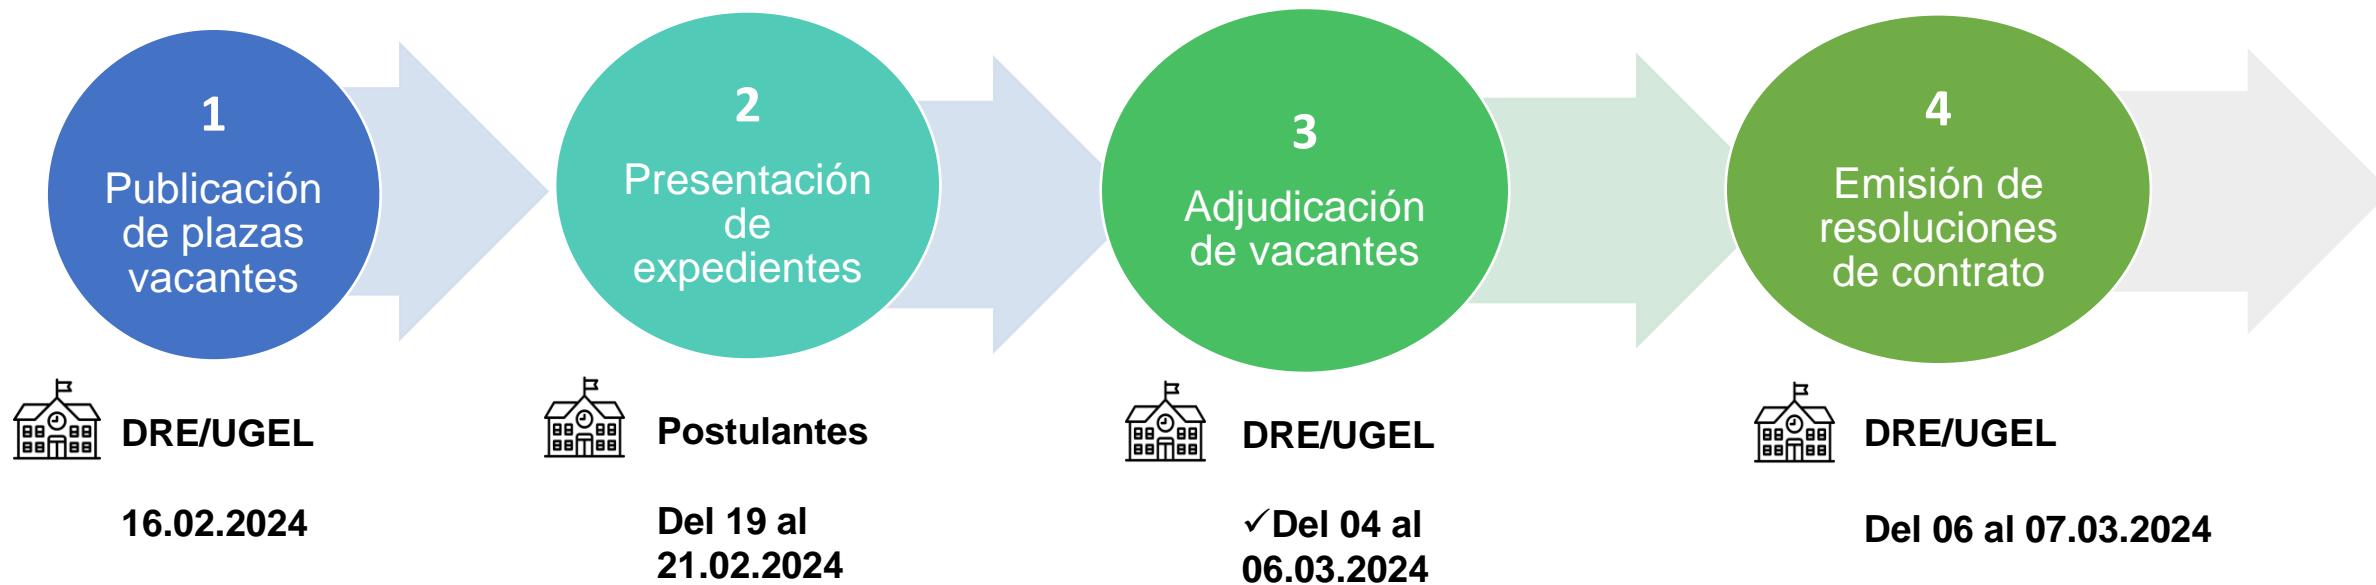 1
Publicación
de plazas
vacantes
2
Presentación
de
expedientes
3
Adjudicación
de vacantes
4
Emisión de
resoluciones
de contrato
DRE/UGEL
16.02.2024
Postulantes
Del 19 al
21.02.2024
DRE/UGEL
✓Del 04 al
06.03.2024
DRE/UGEL
Del 06 al 07.03.2024